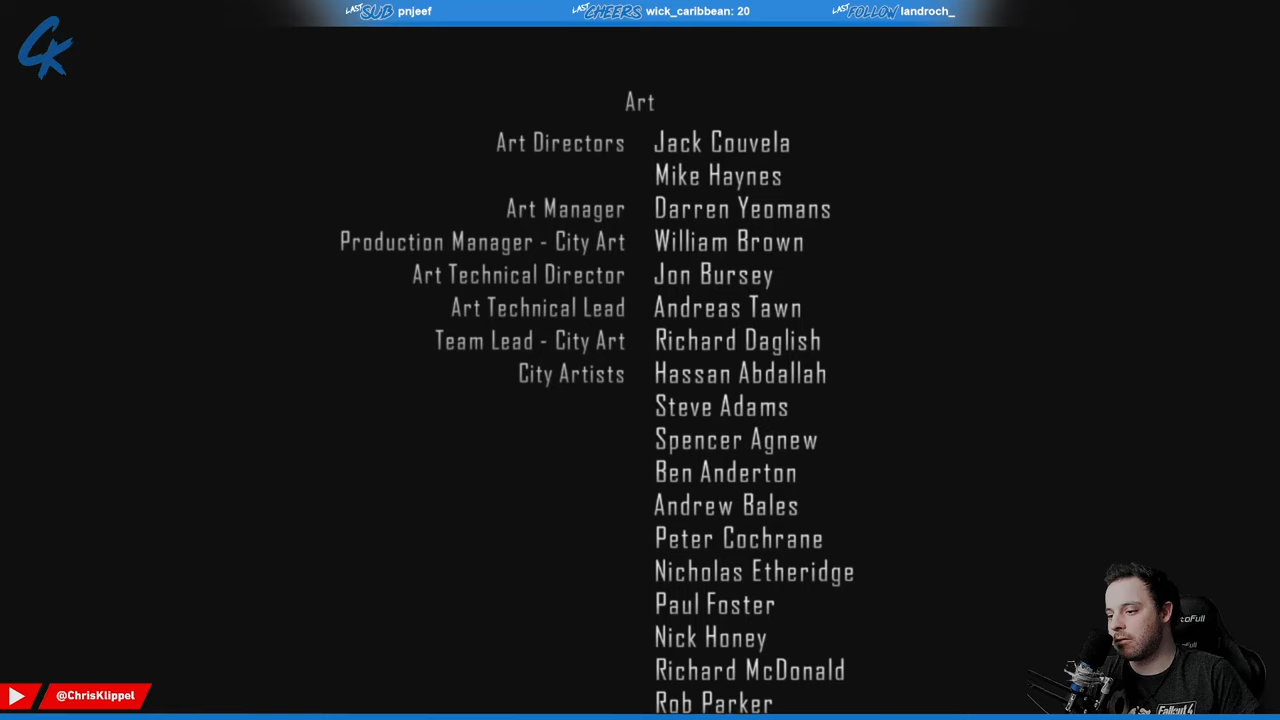 LAST SUB pnjeef LAST CHEERS wick_caribbean: 20 LAST FOLLOW landroch_
CK
Art
Art Directors Jack Couvela
Mike Haynes
Art Manager Darren Yeomans
Production Manager - City Art William Brown
Art Technical Director Jon Bursey
Art Technical Lead Andreas Tawn
Team Lead - City Art Richard Daglish
City Artists Hassan Abdallah
Steve Adams
Spencer Agnew
Ben Anderton
Andrew Bales
Peter Cochrane
Nicholas Etheridge
Paul Foster
Nick Honey
Richard McDonald
Rob Parker
@ChrisKlippel
Fallout 4